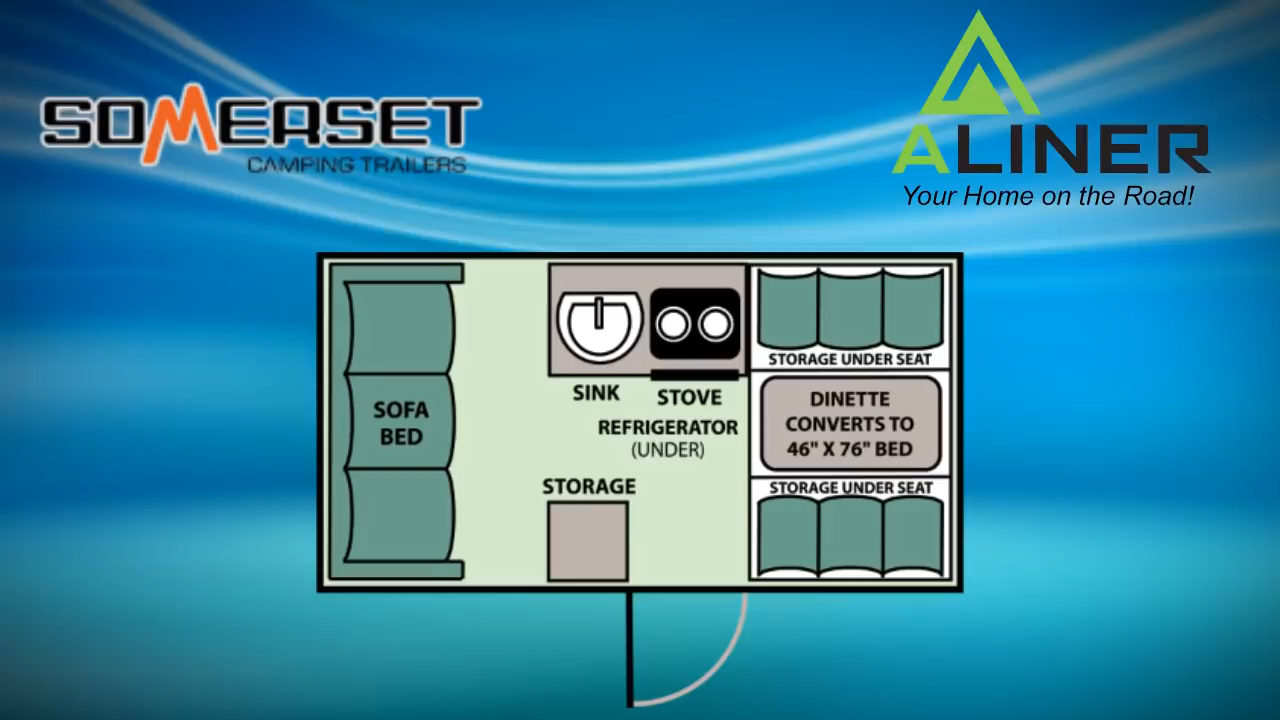 SOMERSET
CAMPING TRAILERS
ALINER
Your Home on the Road!
SOFA
BED
SINK
STOVE
REFRIGERATOR
(UNDER)
STORAGE
STORAGE UNDER SEAT
DINETTE
CONVERTS TO
46" X 76" BED
STORAGE UNDER SEAT